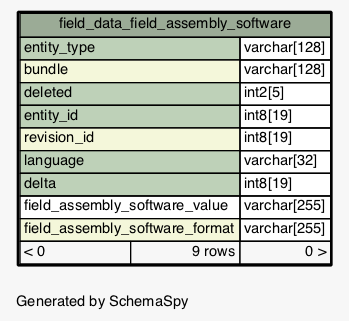 field_data_field_assembly_software
entity_type varchar[128]
bundle varchar[128]
deleted int2[5]
entity_id int8[19]
revision_id int8[19]
language varchar[32]
delta int8[19]
field_assembly_software_value varchar[255]
field_assembly_software_format varchar[255]
< 0 9 rows 0 >
Generated by SchemaSpy